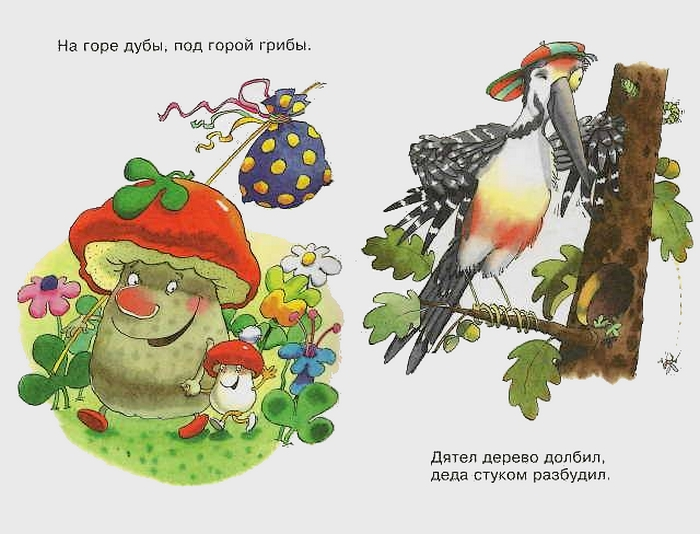 На горе дубы, под горой грибы.
Дятел дерево долбил,
деда стуком разбудил.